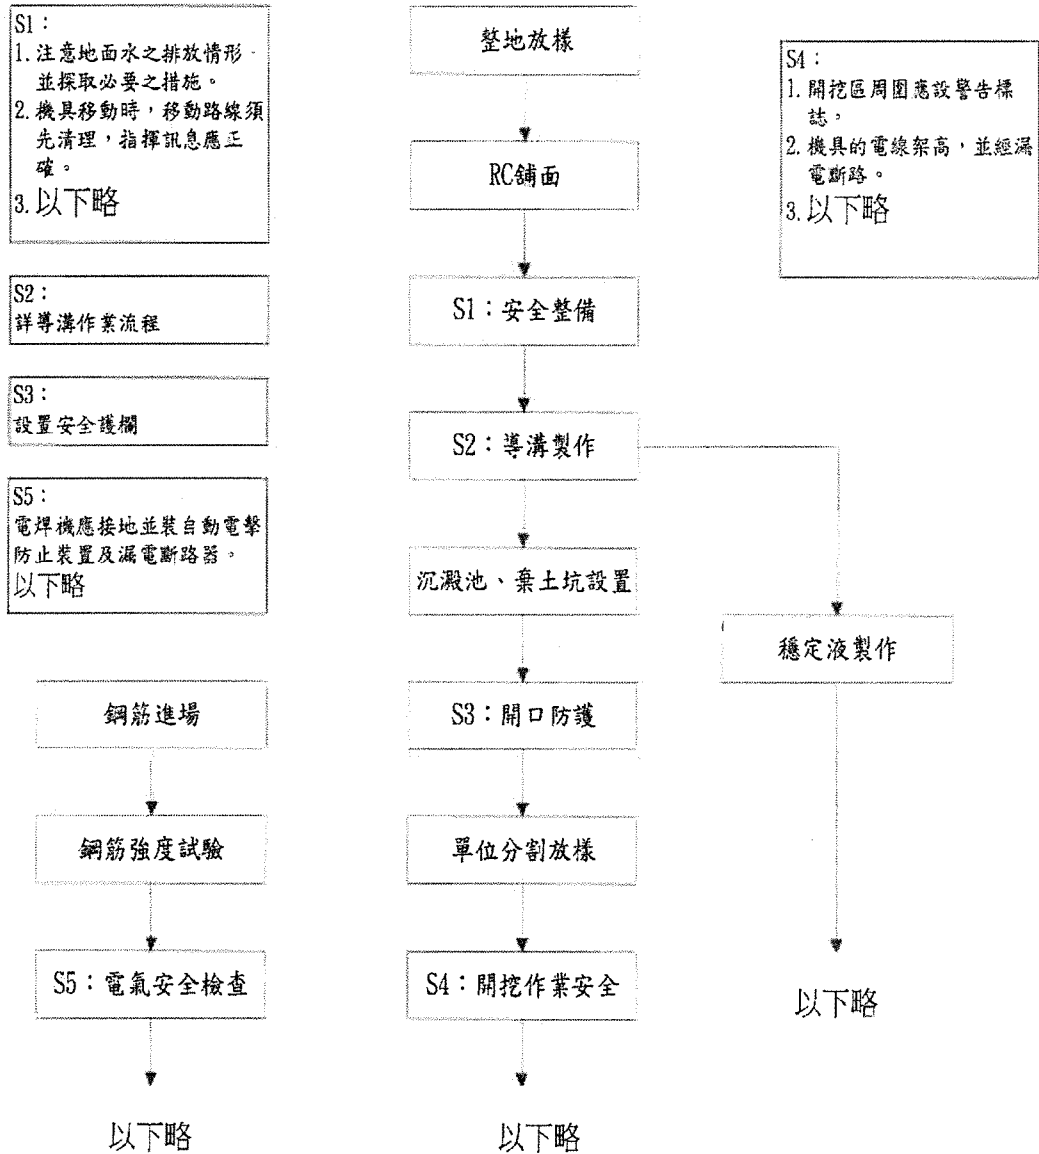 S1：
1.注意地面水之排放情形，
並採取必要之措施。
2.機具移動時，移動路線須
先清理，指揮訊息應正
確。
3.以下略
S2：
詳導溝作業流程
S3：
設置安全護欄
S5：
電焊機應接地並裝自動電擊
防止裝置及漏電斷路器。
以下略
鋼筋進場
鋼筋強度試驗
S5：電氣安全檢查
以下略
整地放樣
RC舖面
S1：安全整備
S2：導溝製作
沉澱池、棄土坑設置
S3：開口防護
單位分割放樣
S4：開挖作業安全
以下略
S4：
1.開挖區周圍應設警告標
誌。
2.機具的電線架高，並經漏
電斷路。
3.以下略
穩定液製作
以下略